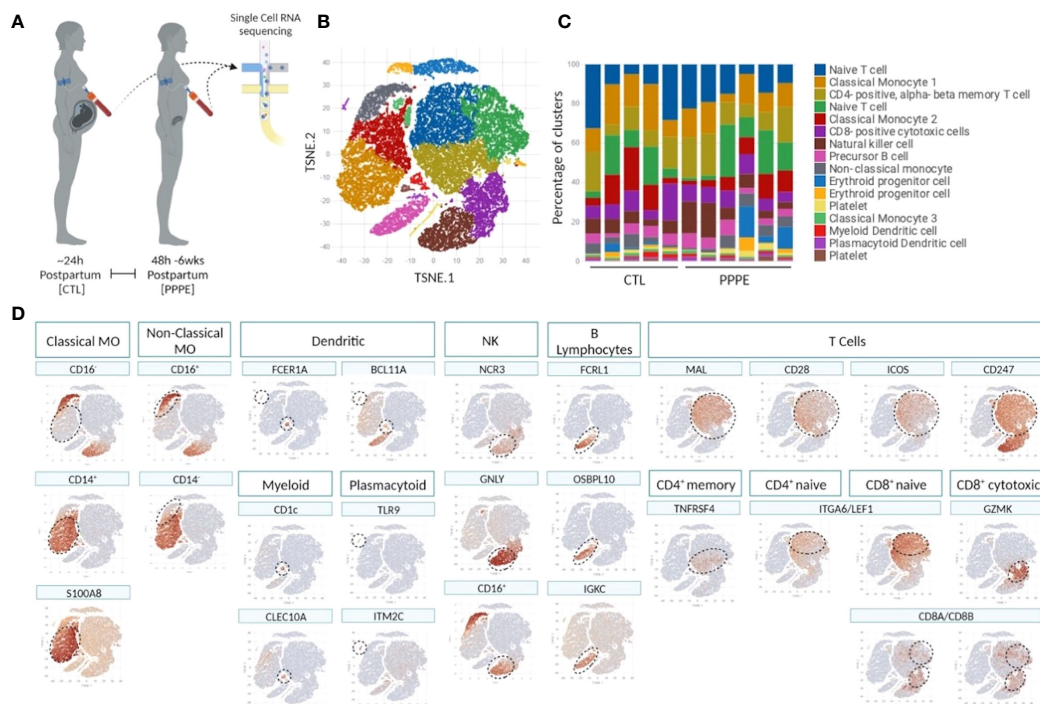 A
~24h
Postpartum
[CTL]
48h -6wks
Postpartum
[PPPE]
Single Cell RNA
sequencing
B
TSNE.2
40
30
20
10
0
-10
-20
-30
-40
-40
-20
0
20
40
TSNE.1
C
Percentage of clusters
100
80
60
40
20
0
CTL
PPPE
Naive T cell
Classical Monocyte 1
CD4- positive, alpha- beta memory T cell
Naive T cell
Classical Monocyte 2
CD8- positive cytotoxic cells
Natural killer cell
Precursor B cell
Non-classical monocyte
Erythroid progenitor cell
Erythroid progenitor cell
Platelet
Classical Monocyte 3
Myeloid Dendritic cell
Plasmacytoid Dendritic cell
Platelet
D
Classical MO
Non-Classical
MO
Dendritic
NK
B
Lymphocytes
T Cells
CD16⁻
CD16⁺
FCER1A
BCL11A
NCR3
FCRL1
MAL
CD28
ICOS
CD247
CD14⁺
CD14⁻
Myeloid
Plasmacytoid
GNLY
OSBPL10
CD4⁺ memory
CD4⁺ naive
CD8⁺ naive
CD8⁺ cytotoxic
CD1c
TLR9
TNFRSF4
ITGA6/LEF1
GZMK
S100A8
CLEC10A
ITM2C
CD16⁺
IGKC
CD8A/CD8B